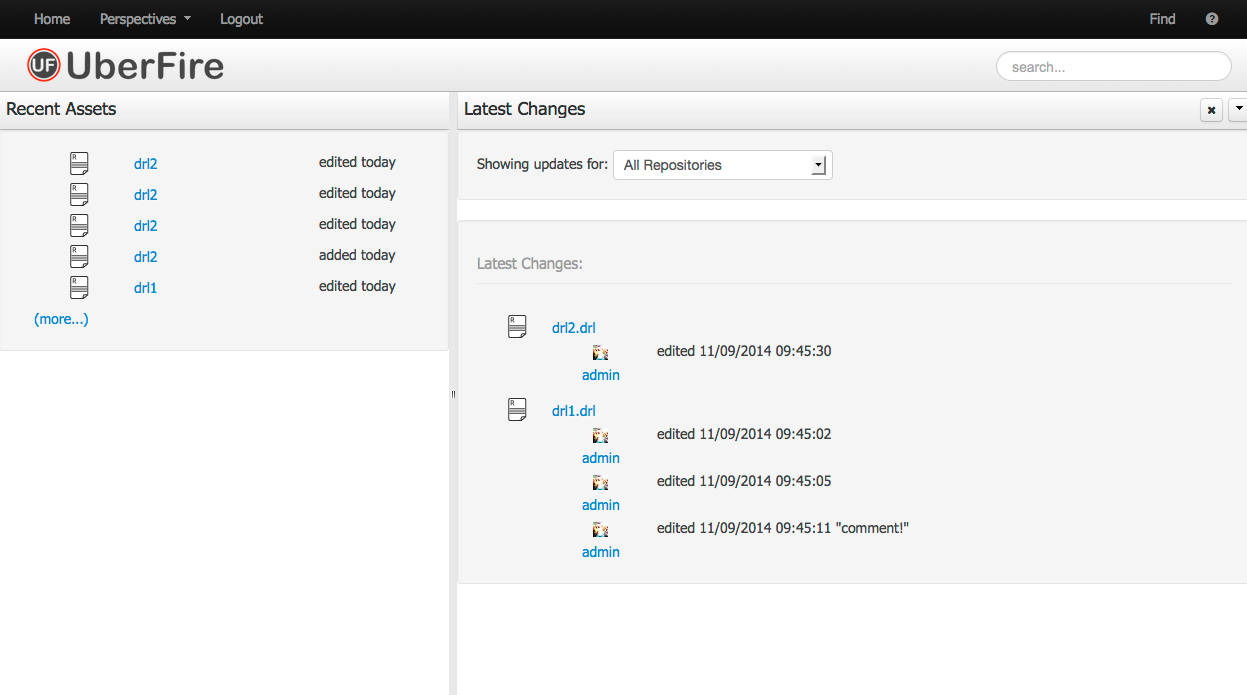 Home Perspectives Logout Find ?
UF UberFire
search...
Recent Assets
drl2 edited today
drl2 edited today
drl2 edited today
drl2 added today
drl1 edited today
(more...)
Latest Changes
Showing updates for: All Repositories
Latest Changes:
drl2.drl
edited 11/09/2014 09:45:30
admin
drl1.drl
edited 11/09/2014 09:45:02
admin
edited 11/09/2014 09:45:05
admin
edited 11/09/2014 09:45:11 "comment!"
admin